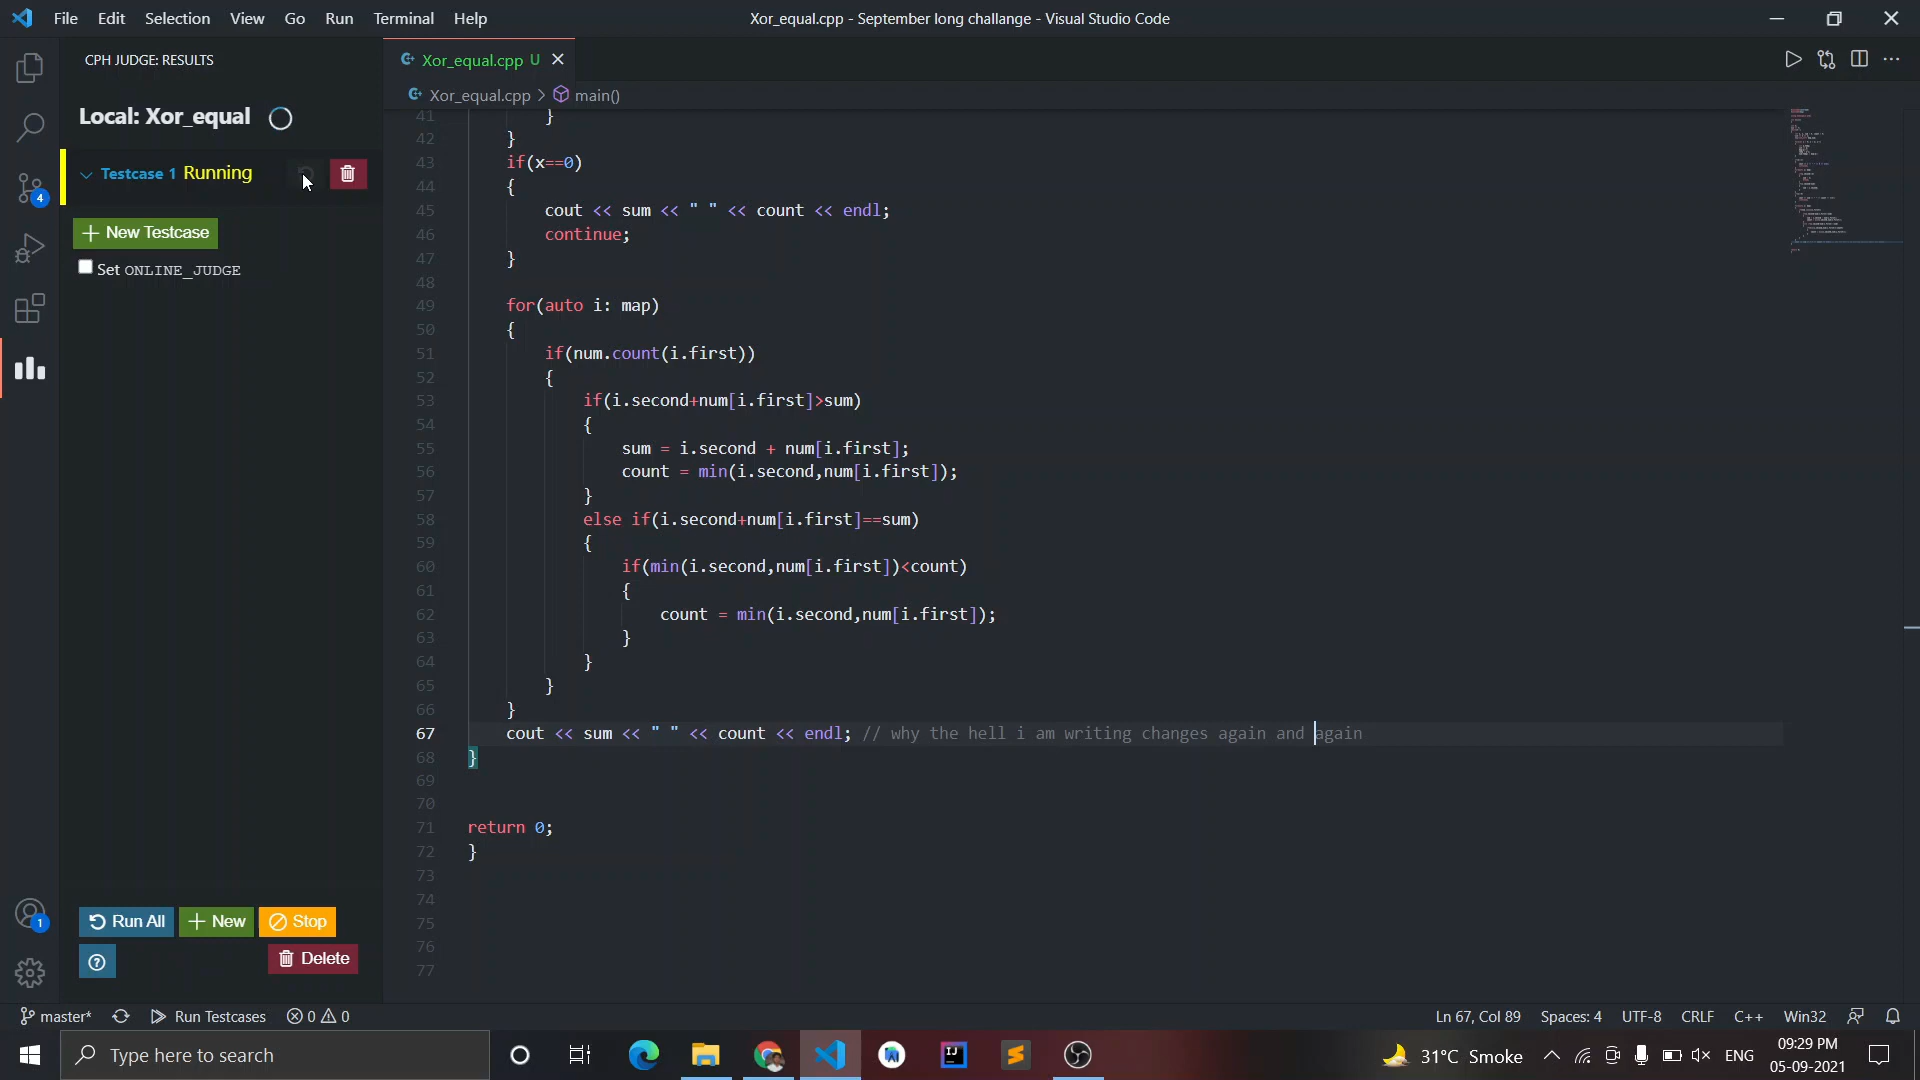 File Edit Selection View Go Run Terminal Help
Xor_equal.cpp - September long challange - Visual Studio Code
CPH JUDGE: RESULTS
Local: Xor_equal
Testcase 1 Running
New Testcase
Set ONLINE_JUDGE
Xor_equal.cpp U
Xor_equal.cpp > main()
41 }
42 }
43 if(x==0)
44 {
45 cout << sum << " " << count << endl;
46 continue;
47 }
48
49 for(auto i: map)
50 {
51 if(num.count(i.first))
52 {
53 if(i.second+num[i.first]>sum)
54 {
55 sum = i.second + num[i.first];
56 count = min(i.second,num[i.first]);
57 }
58 else if(i.second+num[i.first]==sum)
59 {
60 if(min(i.second,num[i.first])<count)
61 {
62 count = min(i.second,num[i.first]);
63 }
64 }
65 }
66 }
67 cout << sum << " " << count << endl; // why the hell i am writing changes again and again
68 }
69
70
71 return 0;
72 }
73
74
75
76
77
4
1
Run All New Stop
Delete
master* Run Testcases 0 0
Ln 67, Col 89 Spaces: 4 UTF-8 CRLF C++ Win32
Type here to search
31°C Smoke ENG
09:29 PM
05-09-2021